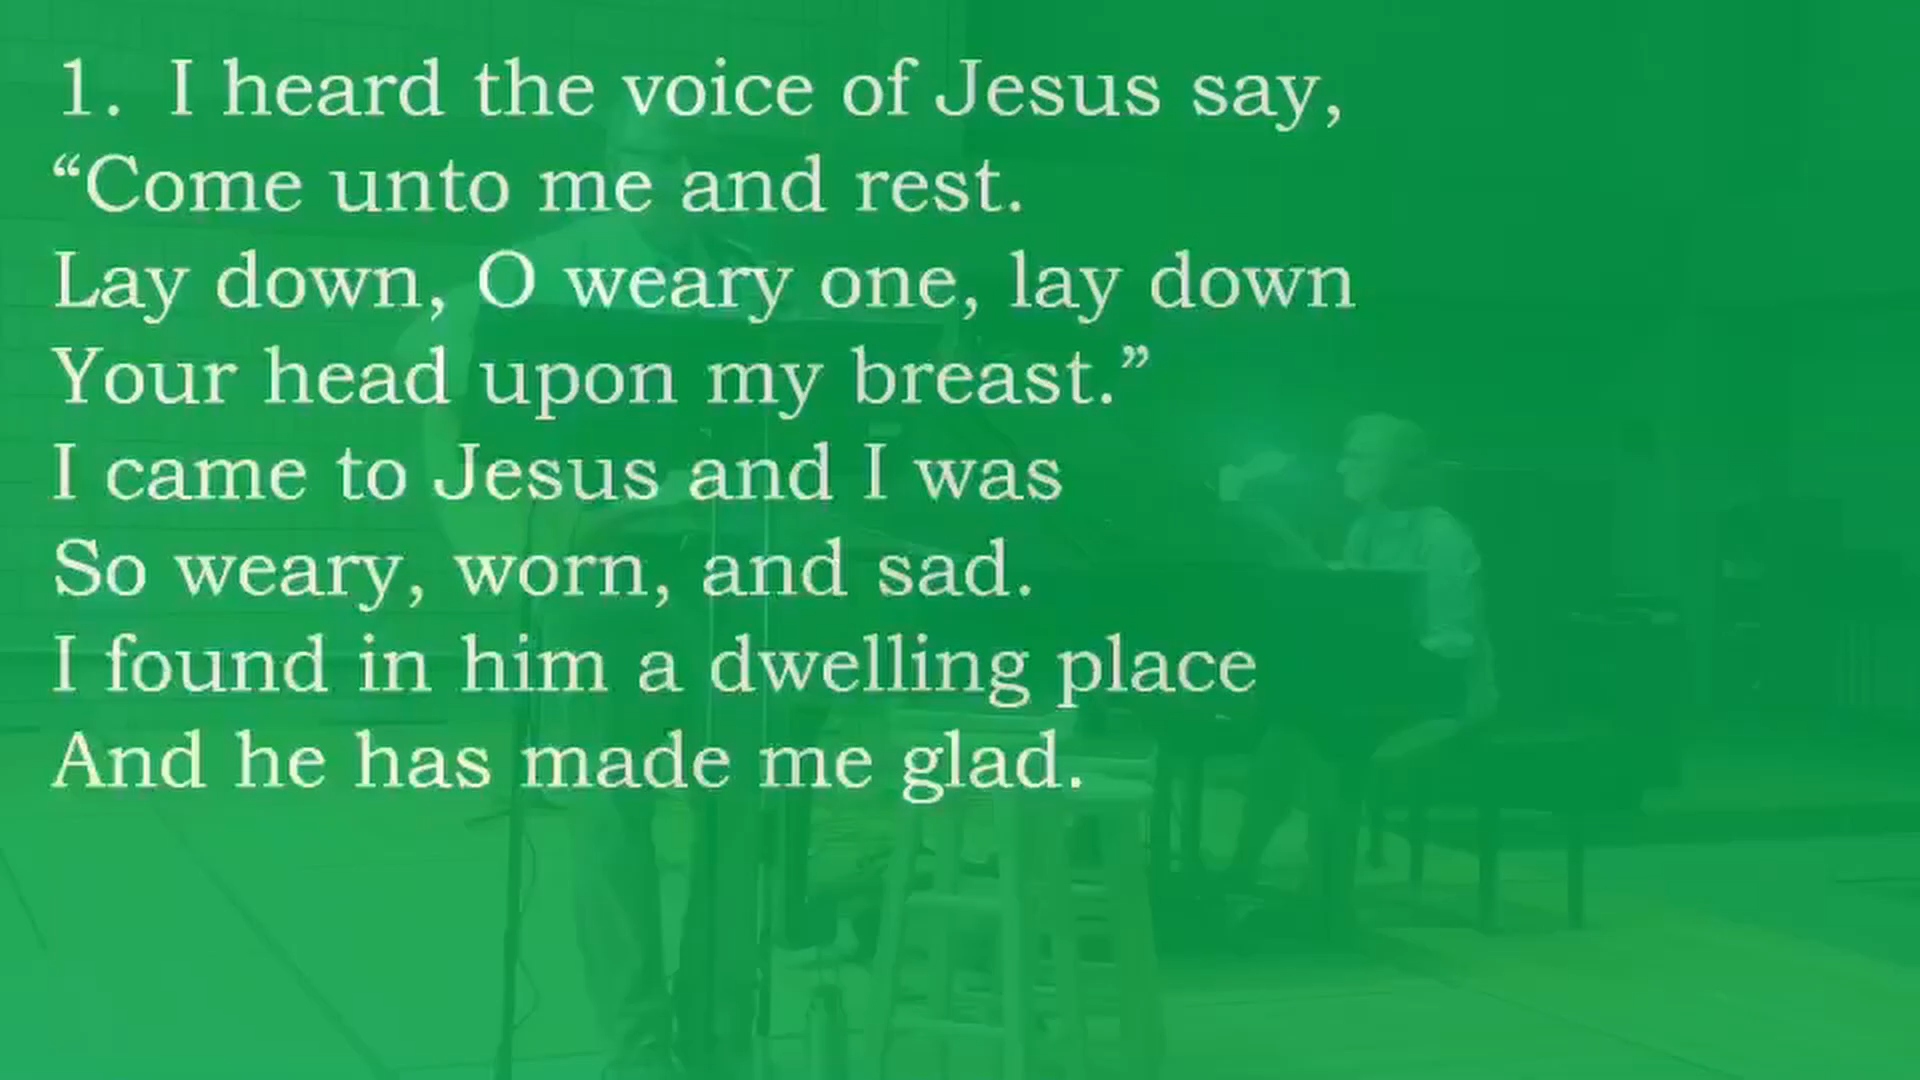 1. I heard the voice of Jesus say,
“Come unto me and rest.
Lay down, O weary one, lay down
Your head upon my breast.”
I came to Jesus and I was
So weary, worn, and sad.
I found in him a dwelling place
And he has made me glad.